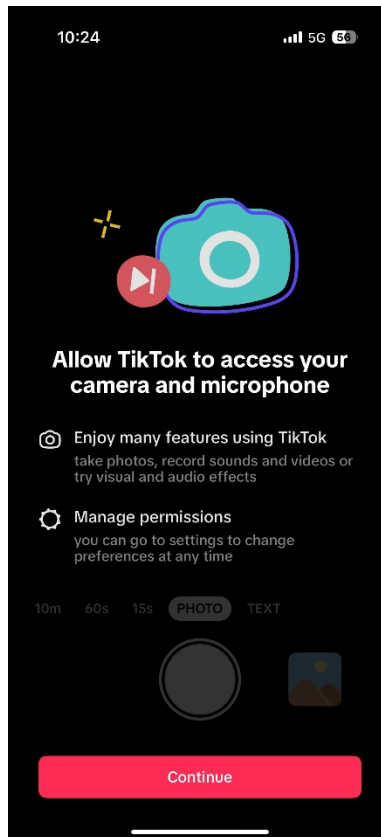 10:24
5G 56
Allow TikTok to access your
camera and microphone
Enjoy many features using TikTok
take photos, record sounds and videos or
try visual and audio effects
Manage permissions
you can go to settings to change
preferences at any time
10m 60s 15s PHOTO TEXT
Continue